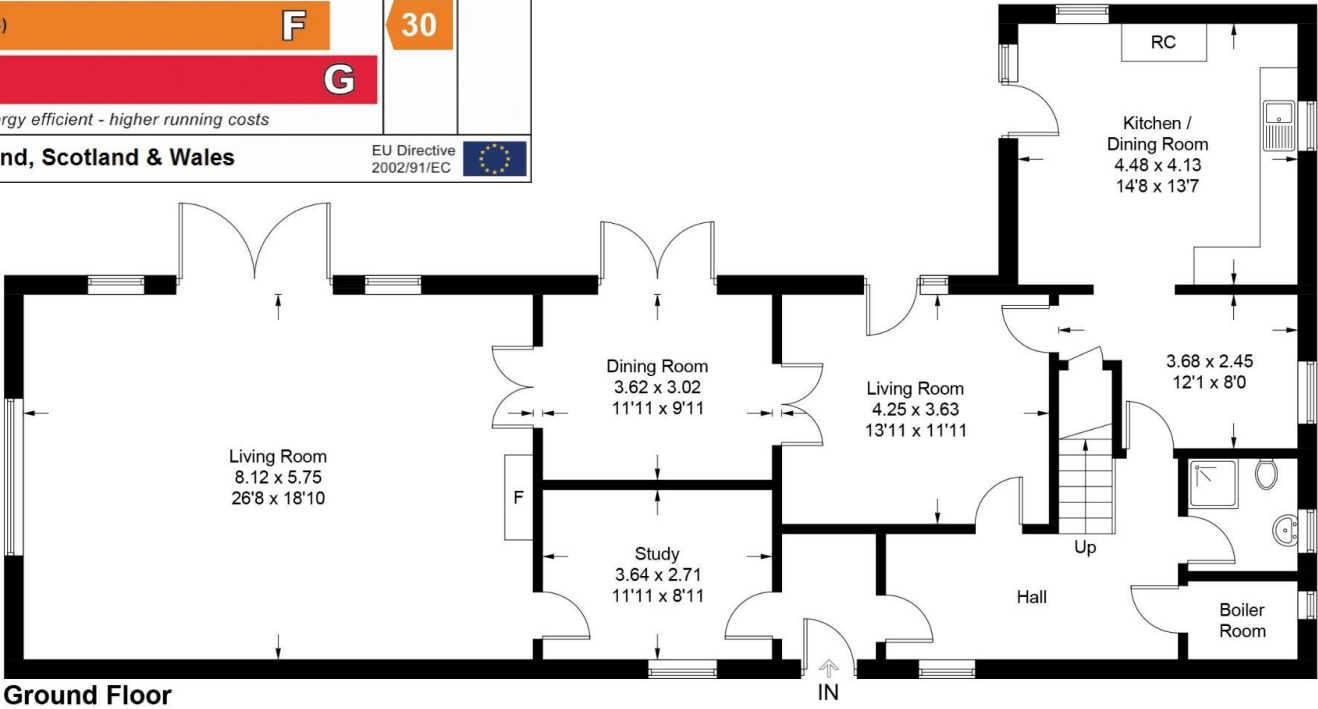 F
30
G
rgy efficient - higher running costs
nd, Scotland & Wales
EU Directive
2002/91/EC
RC
Kitchen /
Dining Room
4.48 x 4.13
14'8 x 13'7
Dining Room
3.62 x 3.02
11'11 x 9'11
Living Room
4.25 x 3.63
13'11 x 11'11
3.68 x 2.45
12'1 x 8'0
Living Room
8.12 x 5.75
26'8 x 18'10
F
Study
3.64 x 2.71
11'11 x 8'11
Up
Hall
Boiler
Room
IN
Ground Floor